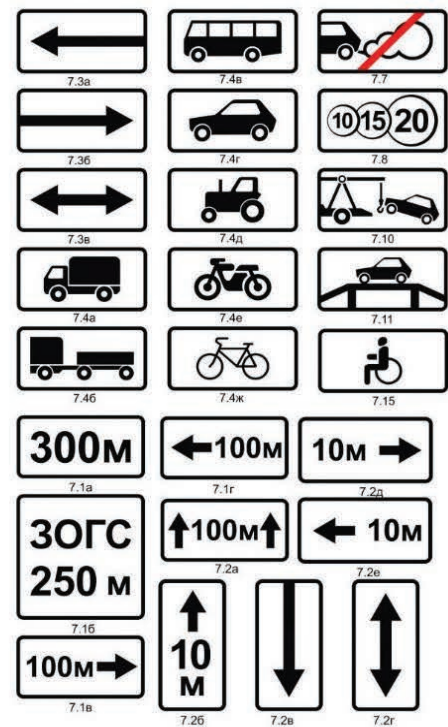 7.3а 7.4в 7.7
10 15 20
7.3б 7.4г 7.8
7.3в 7.4д 7.10
7.4а 7.4е 7.11
7.4б 7.4ж 7.15
300м
7.1а
←100м
7.1г
10м →
7.2д
ЗОГС
250 м
7.1б
↑100м↑
7.2а
← 10м
7.2е
100м→
7.1в
↑
10
м
7.2б
7.2в
7.2г